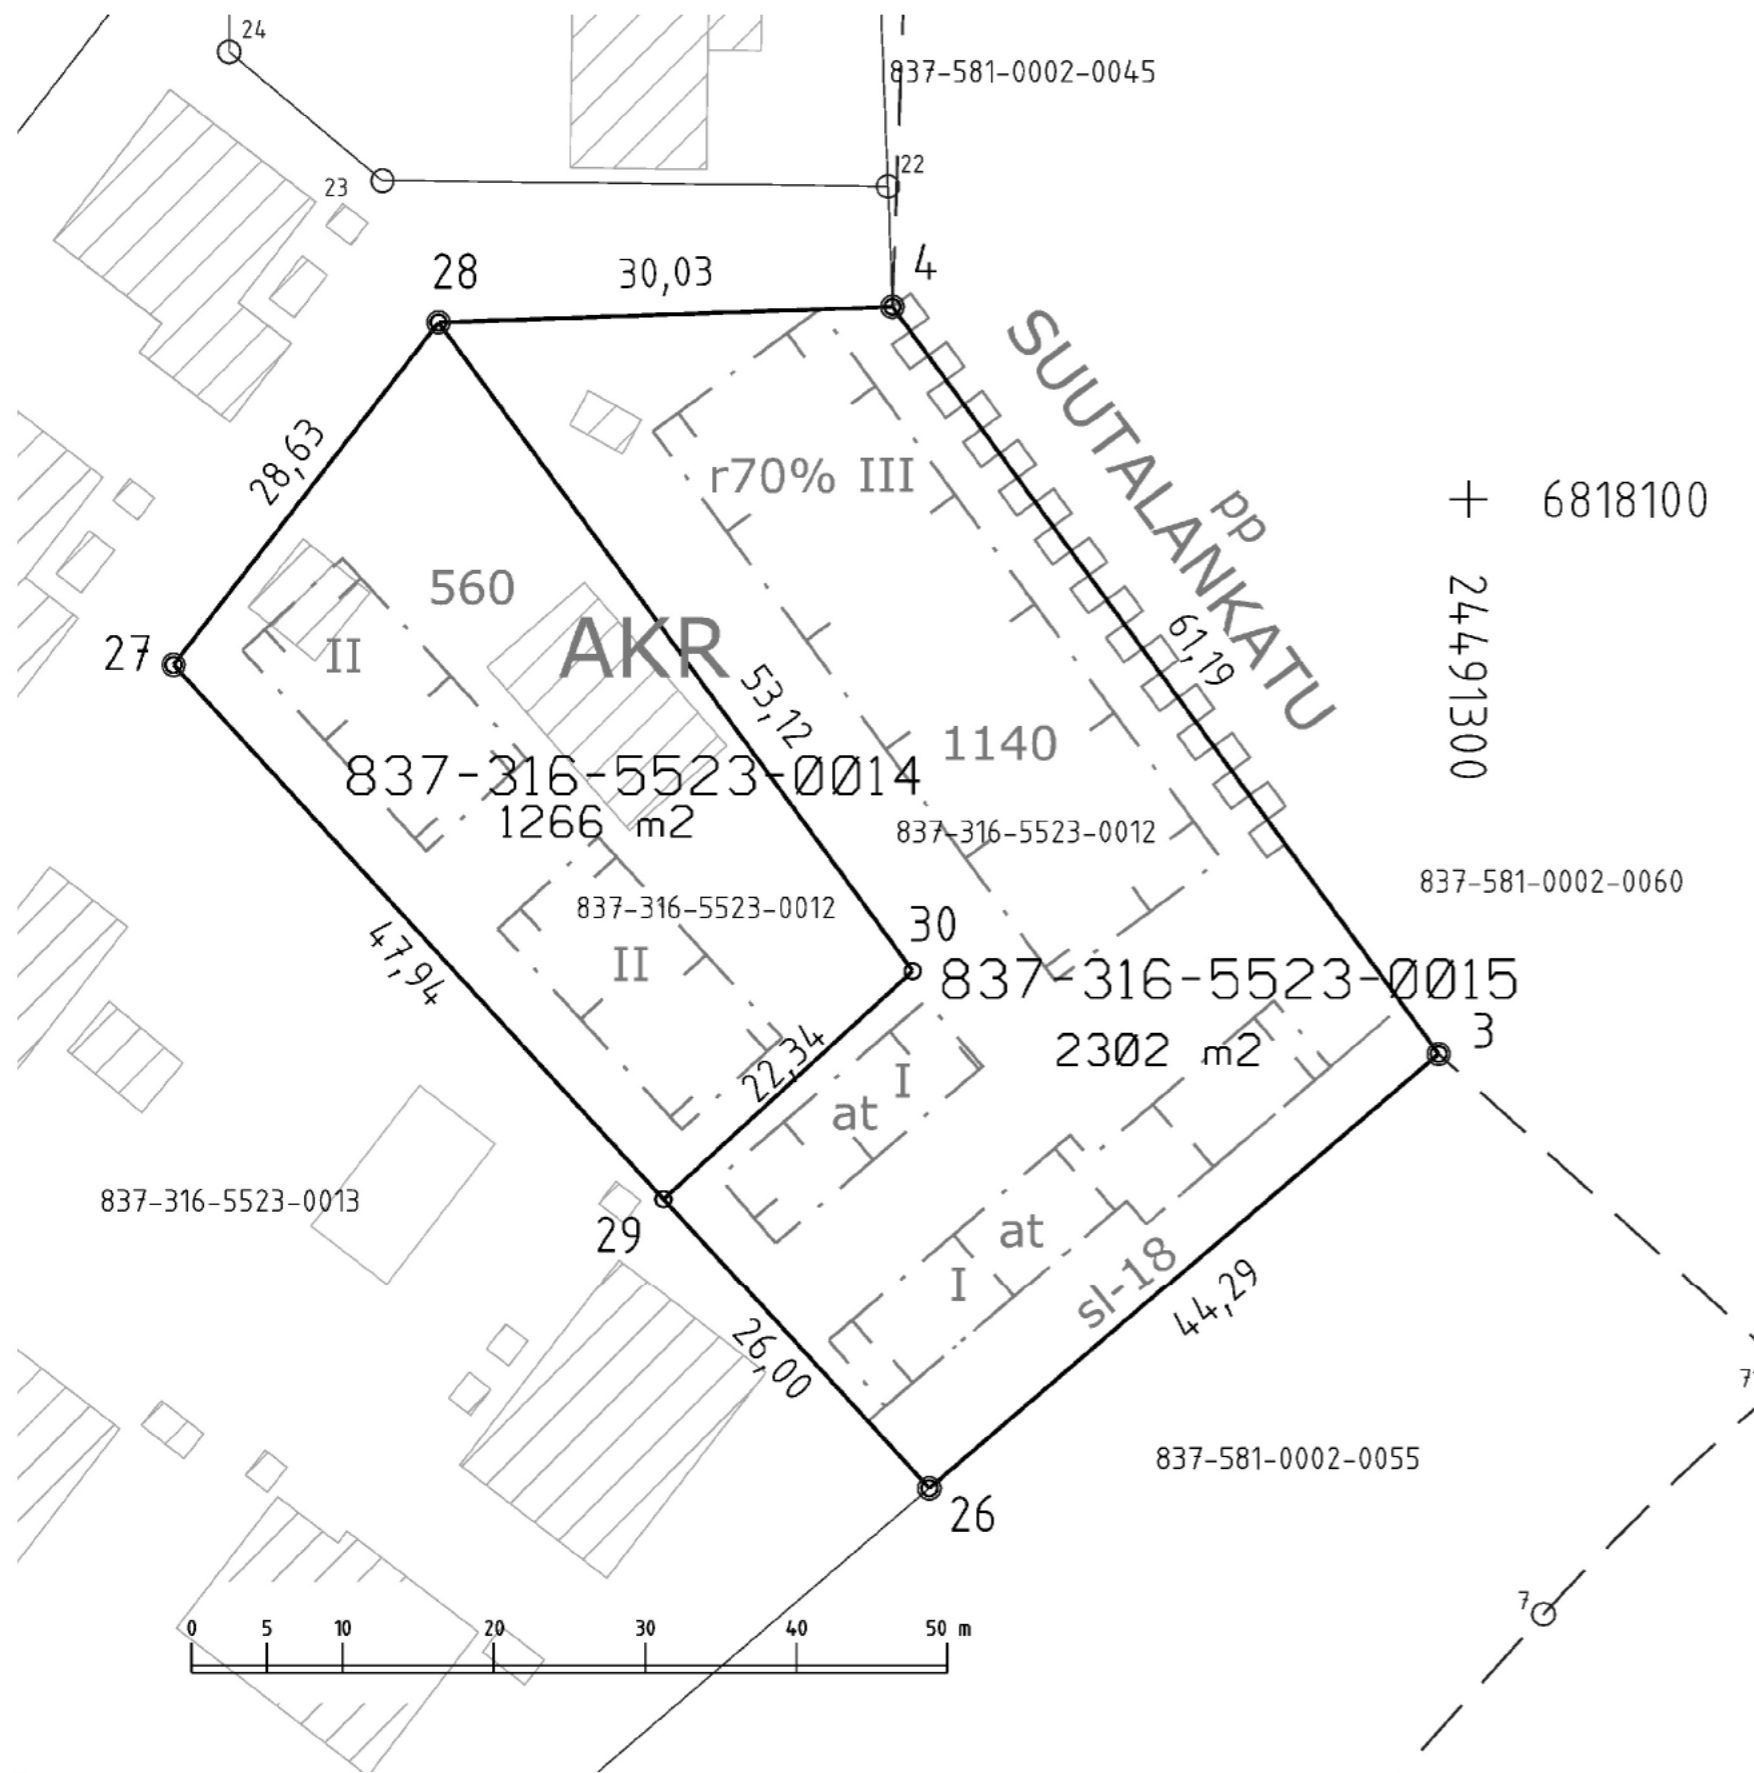 24
837-581-0002-0045
22
23
4
28
30,03
SUUTALANKATU
28,63
r70% III
pp
6818100
560
24491300
II
AKR
61,19
27
53,12
1140
837-316-5523-0014
1266 m2
837-316-5523-0012
837-581-0002-0060
837-316-5523-0012
30
II
47,94
837-316-5523-0015
3
2302 m2
22,34
I
at
837-316-5523-0013
29
at
sl-18
I
44,29
26,00
837-581-0002-0055
26
7
0 5 10 20 30 40 50 m